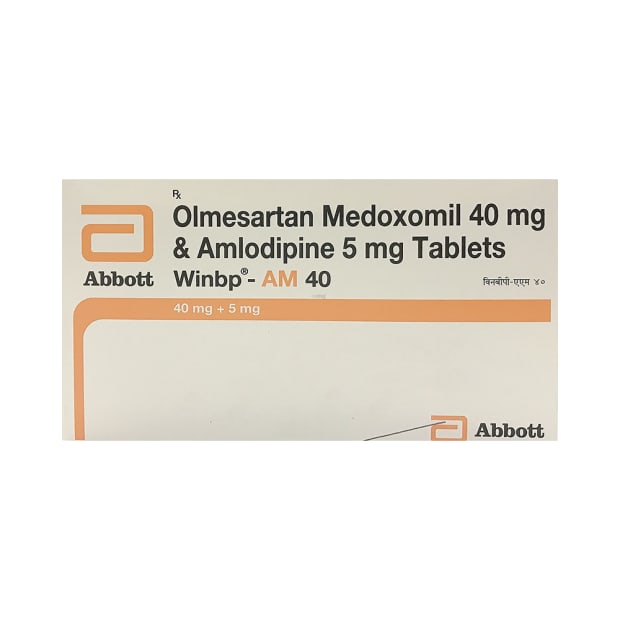 ℞
Olmesartan Medoxomil 40 mg
& Amlodipine 5 mg Tablets
Abbott
Winbp®- AM 40
विनबीपी-एएम ४०
40 mg + 5 mg
Abbott